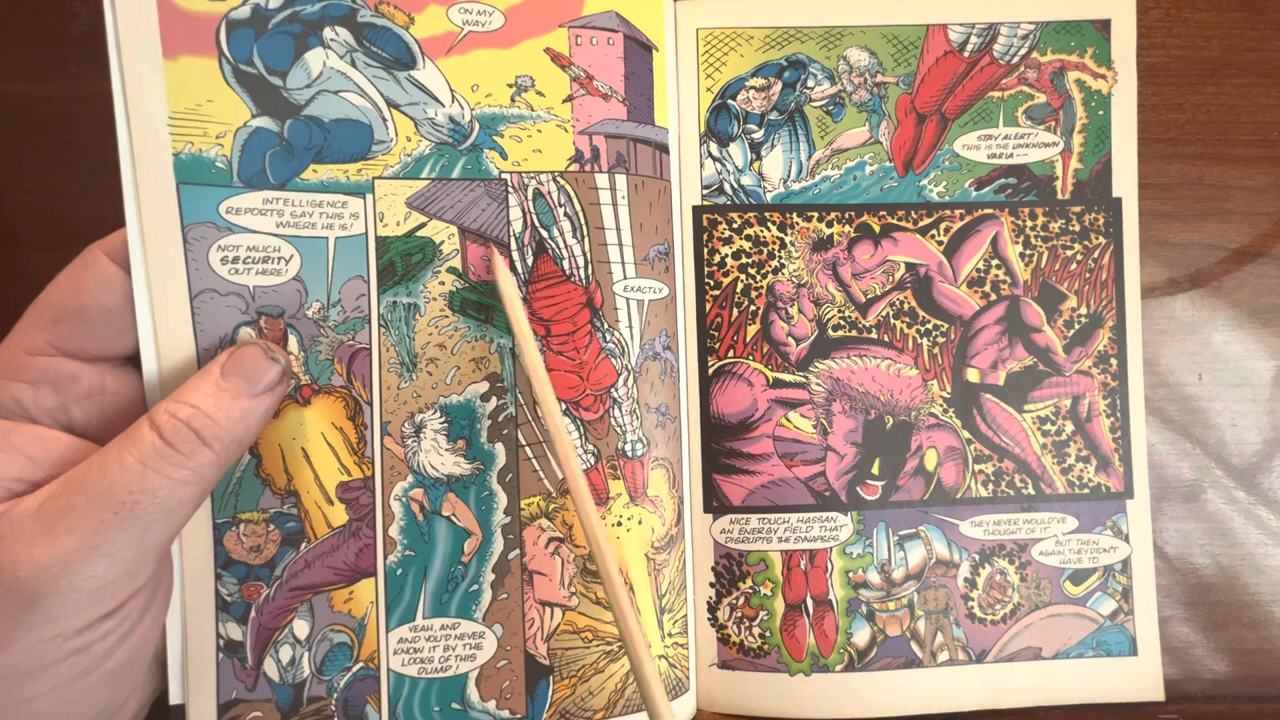 ON MY
WAY!
INTELLIGENCE
REPORTS SAY THIS IS
WHERE HE IS!
NOT MUCH
SECURITY
OUT HERE!
EXACTLY.
YEAH, AND
AND YOU'D NEVER
KNOW IT BY THE
LOOKS OF THIS
DUMP!
STAY ALERT!
THIS IS THE UNKNOWN
VARIA--
NICE TOUCH, HASSAN.
AN ENERGY FIELD THAT
DISRUPTS THE SYNAPSES.
THEY NEVER WOULD'VE
THOUGHT OF IT.
BUT THEN
AGAIN, THEY DIDN'T
HAVE TO.